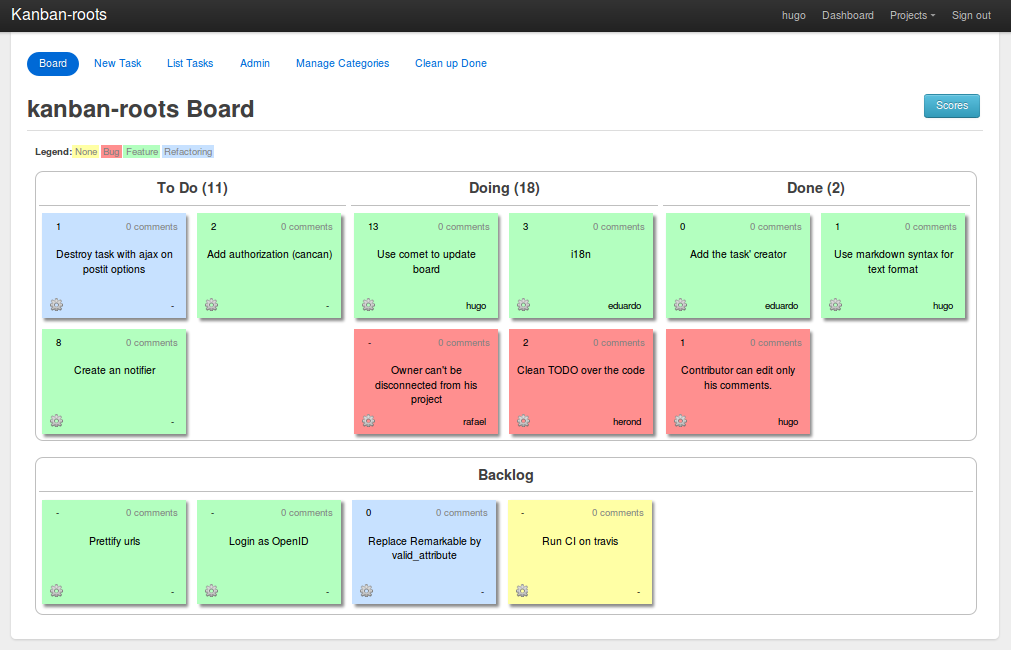 Kanban-roots
hugo Dashboard Projects Sign out
Board New Task List Tasks Admin Manage Categories Clean up Done
kanban-roots Board
Scores
Legend: None Bug Feature Refactoring
To Do (11)
Doing (18)
Done (2)
1 0 comments
Destroy task with ajax on
postit options
-
2 0 comments
Add authorization (cancan)
-
13 0 comments
Use comet to update
board
hugo
3 0 comments
i18n
eduardo
0 0 comments
Add the task' creator
eduardo
1 0 comments
Use markdown syntax for
text format
hugo
8 0 comments
Create an notifier
-
- 0 comments
Owner can't be
disconnected from his
project
rafael
2 0 comments
Clean TODO over the code
herond
1 0 comments
Contributor can edit only
his comments.
hugo
Backlog
- 0 comments
Prettify urls
-
- 0 comments
Login as OpenID
-
0 0 comments
Replace Remarkable by
valid_attribute
-
- 0 comments
Run CI on travis
-